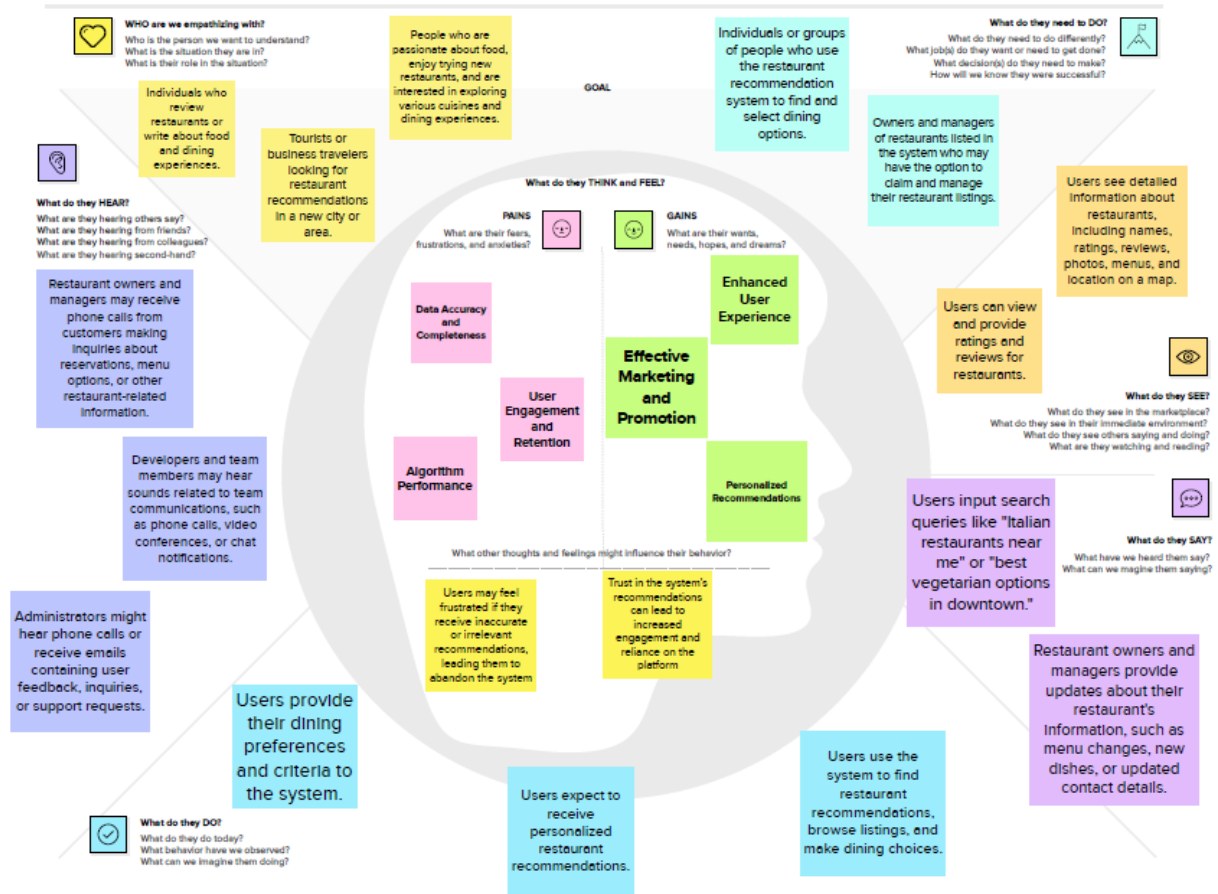 WHO are we empathizing with?
Who is the person we want to understand?
What is the situation they are in?
What is their role in the situation?
Individuals who
review
restaurants or
write about food
and dining
experiences.
Tourists or
business travelers
looking for
restaurant
recommendations
in a new city or
area.
People who are
passionate about food,
enjoy trying new
restaurants, and are
interested in exploring
various cuisines and
dining experiences.
GOAL
What do they need to DO?
What do they need to do differently?
What job(s) do they want or need to get done?
What decision(s) do they need to make?
How will we know they were successful?
Individuals or groups
of people who use
the restaurant
recommendation
system to find and
select dining
options.
Owners and managers
of restaurants listed in
the system who may
have the option to
claim and manage
their restaurant listings.
Users see detailed
information about
restaurants,
including names,
ratings, reviews,
photos, menus, and
location on a map.
Users can view
and provide
ratings and
reviews for
restaurants.
What do they SEE?
What do they see in the marketplace?
What do they see in their immediate environment?
What do they see others saying and doing?
What are they watching and reading?
What do they HEAR?
What are they hearing others say?
What are they hearing from friends?
What are they hearing from colleagues?
What are they hearing second-hand?
Restaurant owners and
managers may receive
phone calls from
customers making
inquiries about
reservations, menu
options, or other
restaurant-related
information.
Developers and team
members may hear
sounds related to team
communications, such
as phone calls, video
conferences, or chat
notifications.
Administrators might
hear phone calls or
receive emails
containing user
feedback, inquiries,
or support requests.
What do they THINK and FEEL?
PAINS
What are their fears,
frustrations, and anxieties?
GAINS
What are their wants,
needs, hopes, and dreams?
Data Accuracy
and
Completeness
User
Engagement
and
Retention
Algorithm
Performance
Enhanced
User
Experience
Effective
Marketing
and
Promotion
Personalized
Recommendations
What other thoughts and feelings might influence their behavior?
Users may feel
frustrated if they
receive inaccurate
or irrelevant
recommendations,
leading them to
abandon the system
Trust in the system's
recommendations
can lead to
increased
engagement and
reliance on the
platform
What do they SAY?
What have we heard them say?
What can we magine them saying?
Users input search
queries like "Italian
restaurants near
me" or "best
vegetarian options
in downtown."
Restaurant owners and
managers provide
updates about their
restaurant's
information, such as
menu changes, new
dishes, or updated
contact details.
Users provide
their dining
preferences
and criteria to
the system.
Users expect to
receive
personalized
restaurant
recommendations.
Users use the
system to find
restaurant
recommendations,
browse listings, and
make dining choices.
What do they DO?
What do they do today?
What behavior have we observed?
What can we imagine them doing?